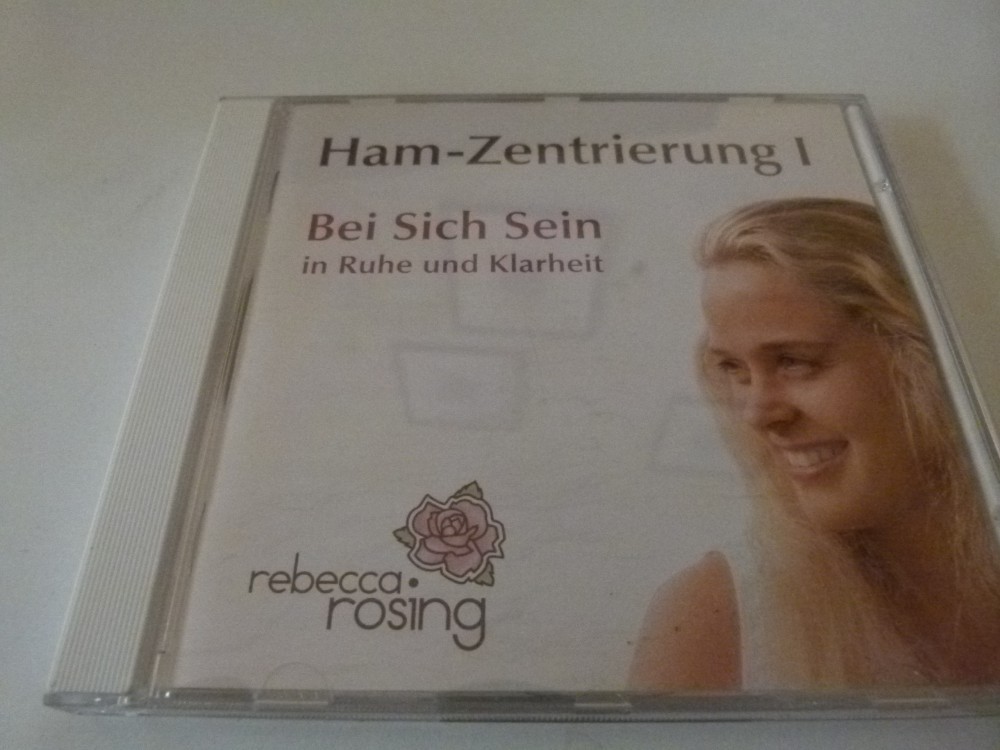 Ham-Zentrierung I
Bei Sich Sein
in Ruhe und Klarheit
rebecca
rosing